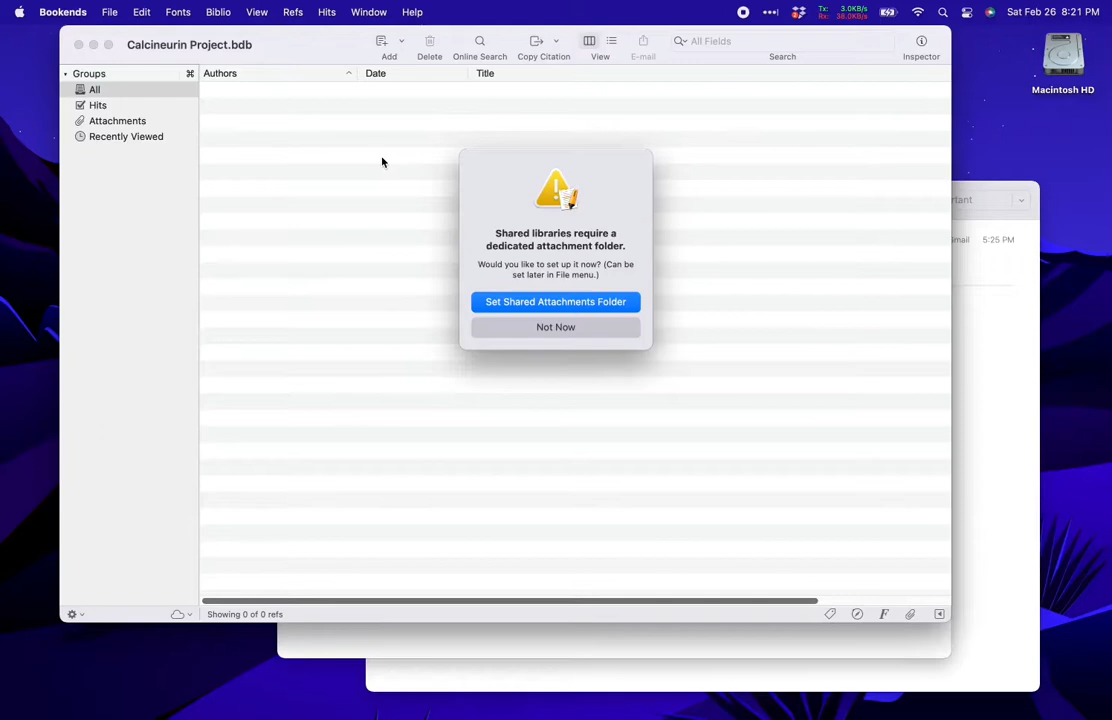 Bookends File Edit Fonts Biblio View Refs Hits Window Help
Tx: 3.0KB/s
Rx: 38.0KB/s
Sat Feb 26 8:21 PM
Calcineurin Project.bdb
All Fields
Add Delete Online Search Copy Citation View E-mail Search Inspector
Macintosh HD
Groups ⌘
Authors Date Title
All
Hits
Attachments
Recently Viewed
Shared libraries require a
dedicated attachment folder.
Would you like to set up it now? (Can be
set later in File menu.)
Set Shared Attachments Folder
Not Now
5:25 PM
Showing 0 of 0 refs